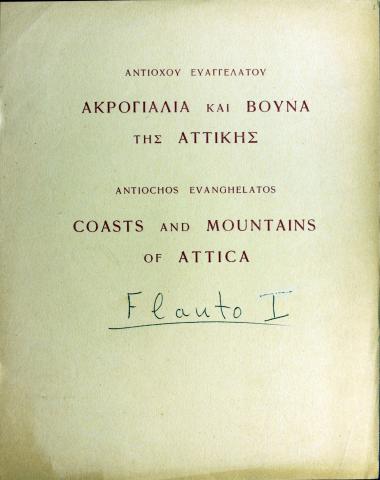 ΑΝΤΙΟΧΟΥ ΕΥΑΓΓΕΛΑΤΟΥ
ΑΚΡΟΓΙΑΛΙΑ ΚΑΙ ΒΟΥΝΑ
ΤΗΣ ΑΤΤΙΚΗΣ
ANTIOCHOS EVANGHELATOS
COASTS AND MOUNTAINS
OF ATTICA
Flauto I